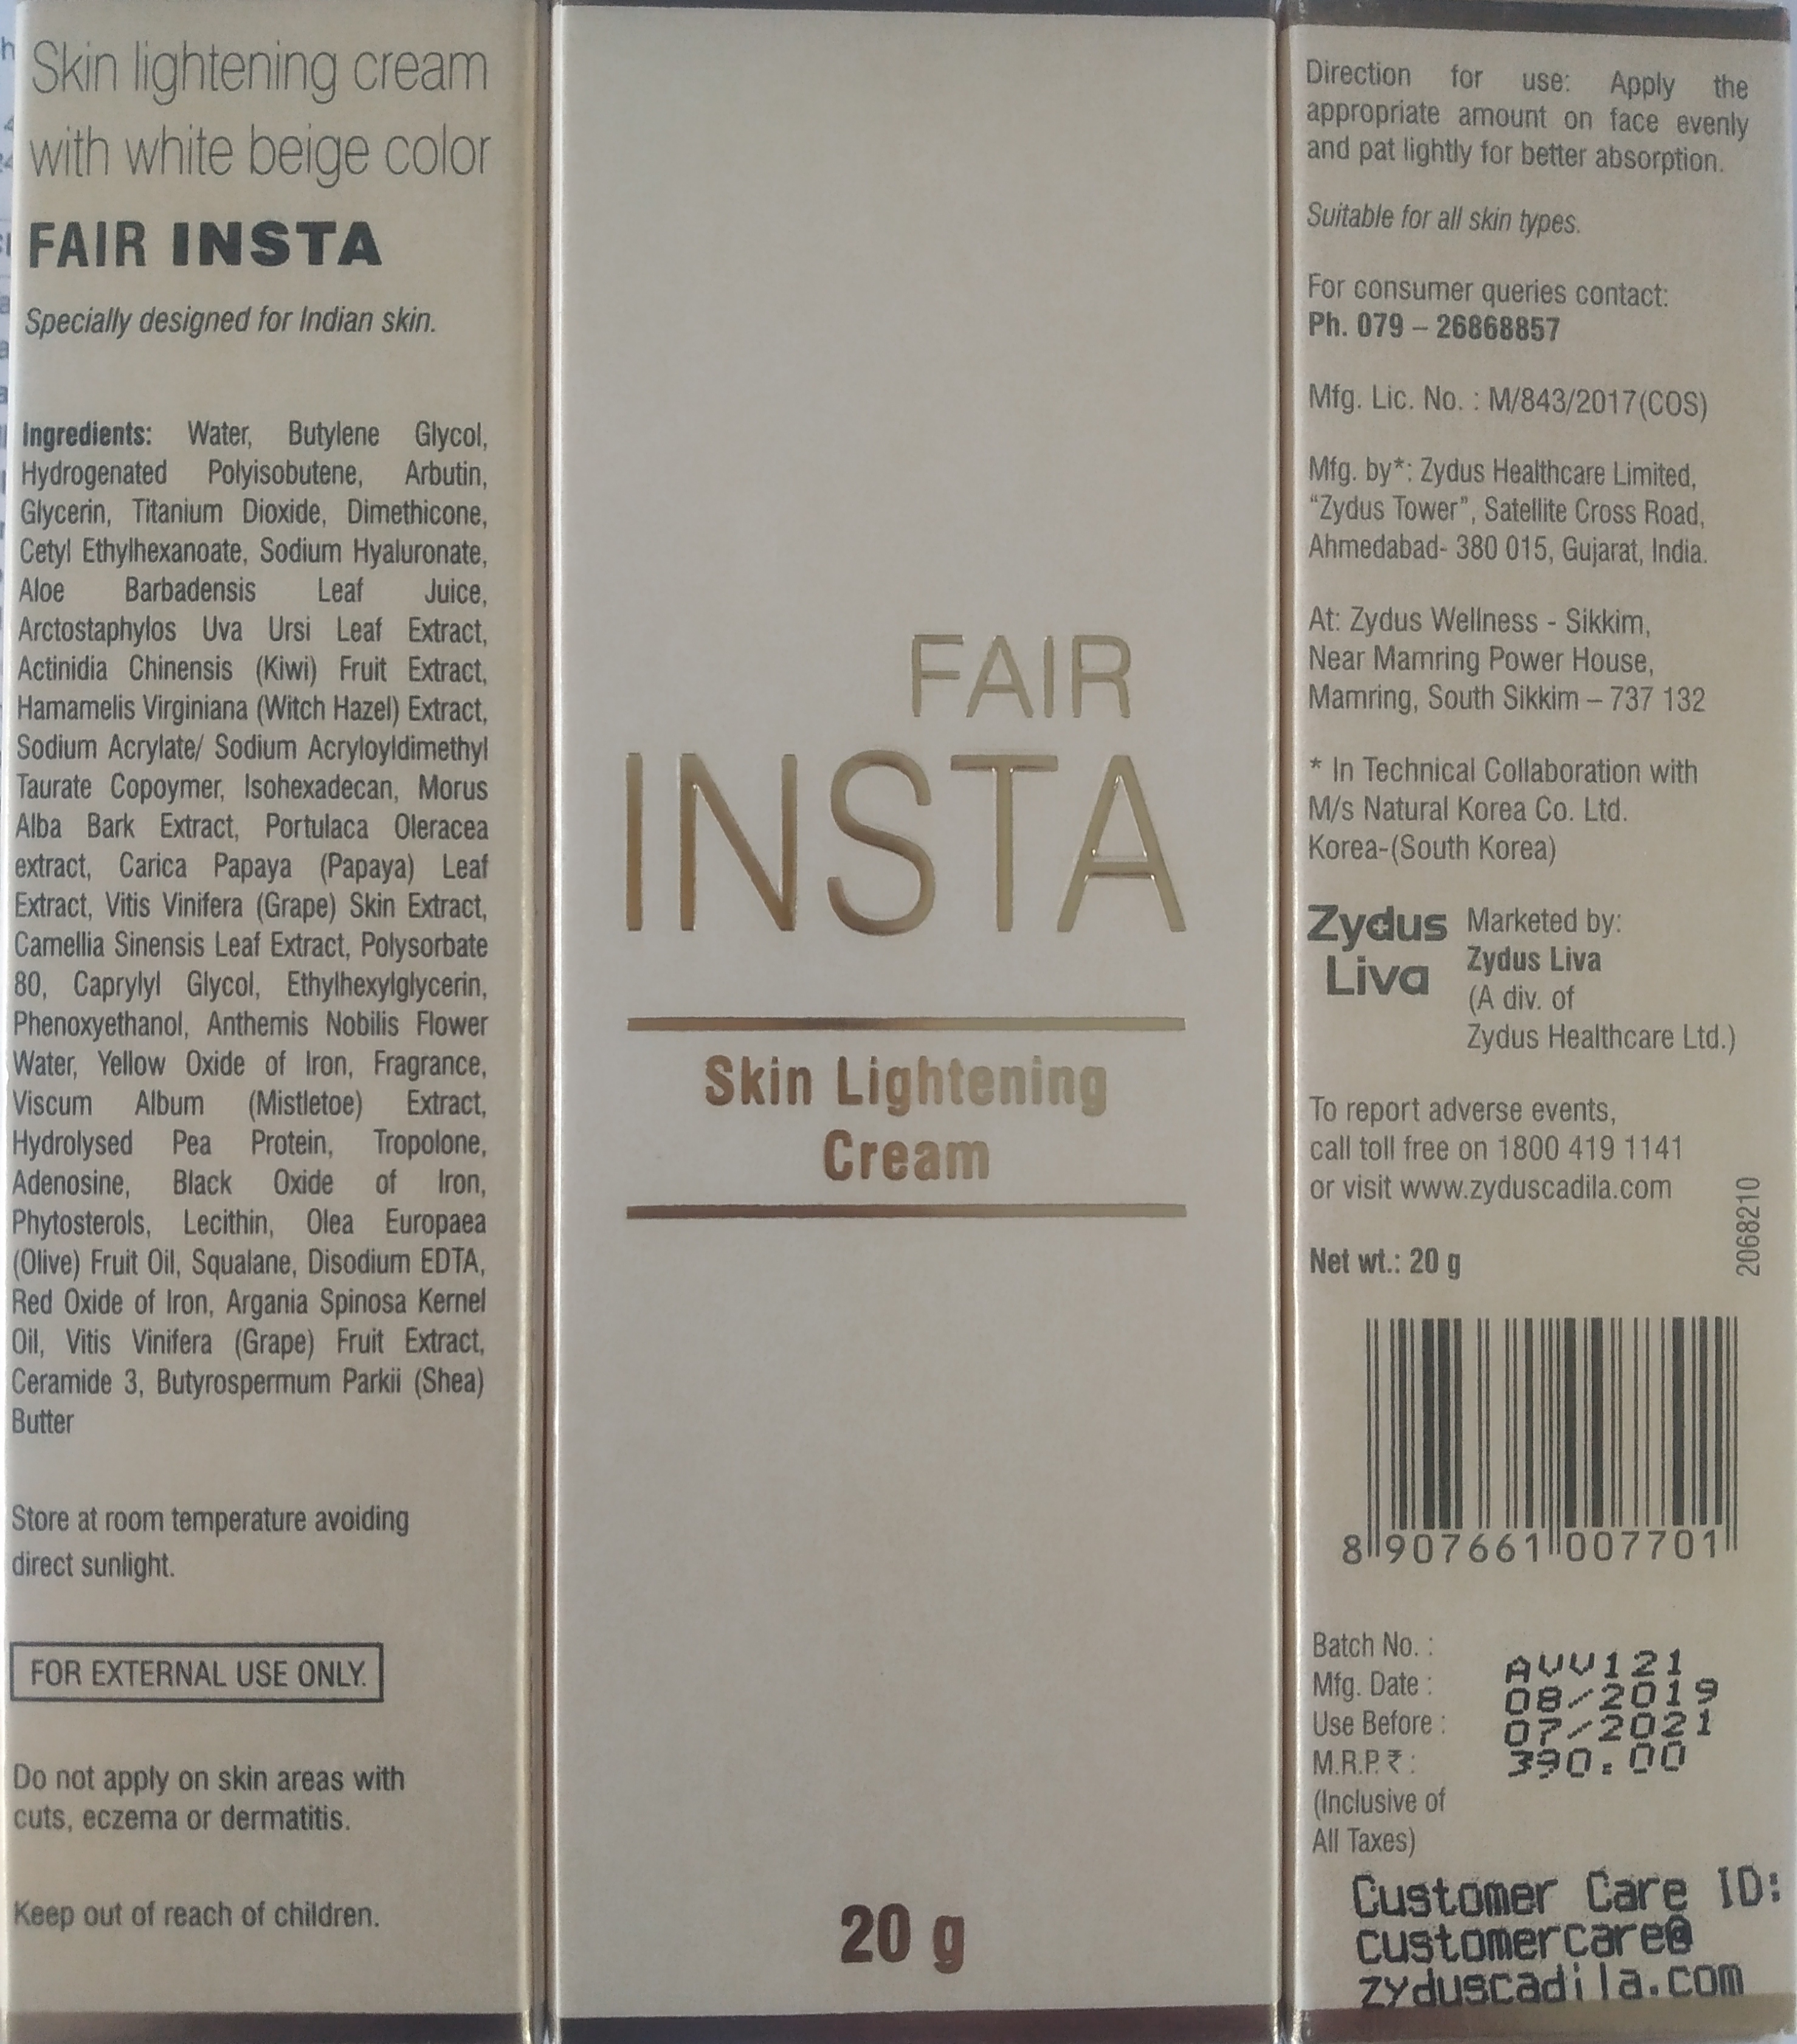 Skin lightening cream
with white beige color
FAIR INSTA
Specially designed for Indian skin.
Ingredients: Water, Butylene Glycol,
Hydrogenated Polyisobutene, Arbutin,
Glycerin, Titanium Dioxide, Dimethicone,
Cetyl Ethylhexanoate, Sodium Hyaluronate,
Aloe Barbadensis Leaf Juice,
Arctostaphylos Uva Ursi Leaf Extract,
Actinidia Chinensis (Kiwi) Fruit Extract,
Hamamelis Virginiana (Witch Hazel) Extract,
Sodium Acrylate/ Sodium Acryloyldimethyl
Taurate Copoymer, Isohexadecan, Morus
Alba Bark Extract, Portulaca Oleracea
extract, Carica Papaya (Papaya) Leaf
Extract, Vitis Vinifera (Grape) Skin Extract,
Camellia Sinensis Leaf Extract, Polysorbate
80, Caprylyl Glycol, Ethylhexylglycerin,
Phenoxyethanol, Anthemis Nobilis Flower
Water, Yellow Oxide of Iron, Fragrance,
Viscum Album (Mistletoe) Extract,
Hydrolysed Pea Protein, Tropolone,
Adenosine, Black Oxide of Iron,
Phytosterols, Lecithin, Olea Europaea
(Olive) Fruit Oil, Squalane, Disodium EDTA,
Red Oxide of Iron, Argania Spinosa Kernel
Oil, Vitis Vinifera (Grape) Fruit Extract,
Ceramide 3, Butyrospermum Parkii (Shea)
Butter
Store at room temperature avoiding
direct sunlight.
FOR EXTERNAL USE ONLY.
Do not apply on skin areas with
cuts, eczema or dermatitis.
Keep out of reach of children.
FAIR
INSTA
Skin Lightening
Cream
20 g
Direction for use: Apply the
appropriate amount on face evenly
and pat lightly for better absorption.
Suitable for all skin types.
For consumer queries contact:
Ph. 079 – 26868857
Mfg. Lic. No. : M/843/2017(COS)
Mfg. by*: Zydus Healthcare Limited,
“Zydus Tower”, Satellite Cross Road,
Ahmedabad- 380 015, Gujarat, India.
At: Zydus Wellness - Sikkim,
Near Mamring Power House,
Mamring, South Sikkim – 737 132
* In Technical Collaboration with
M/s Natural Korea Co. Ltd.
Korea-(South Korea)
Zydus
Liva
Marketed by:
Zydus Liva
(A div. of
Zydus Healthcare Ltd.)
To report adverse events,
call toll free on 1800 419 1141
or visit www.zyduscadila.com
2068210
Net wt.: 20 g
8 907661 007701
Batch No. : AVV121
Mfg. Date : 08/2019
Use Before : 07/2021
M.R.P. ₹ : 390.00
(Inclusive of
All Taxes)
Customer Care ID:
customercare@
zyduscadila.com